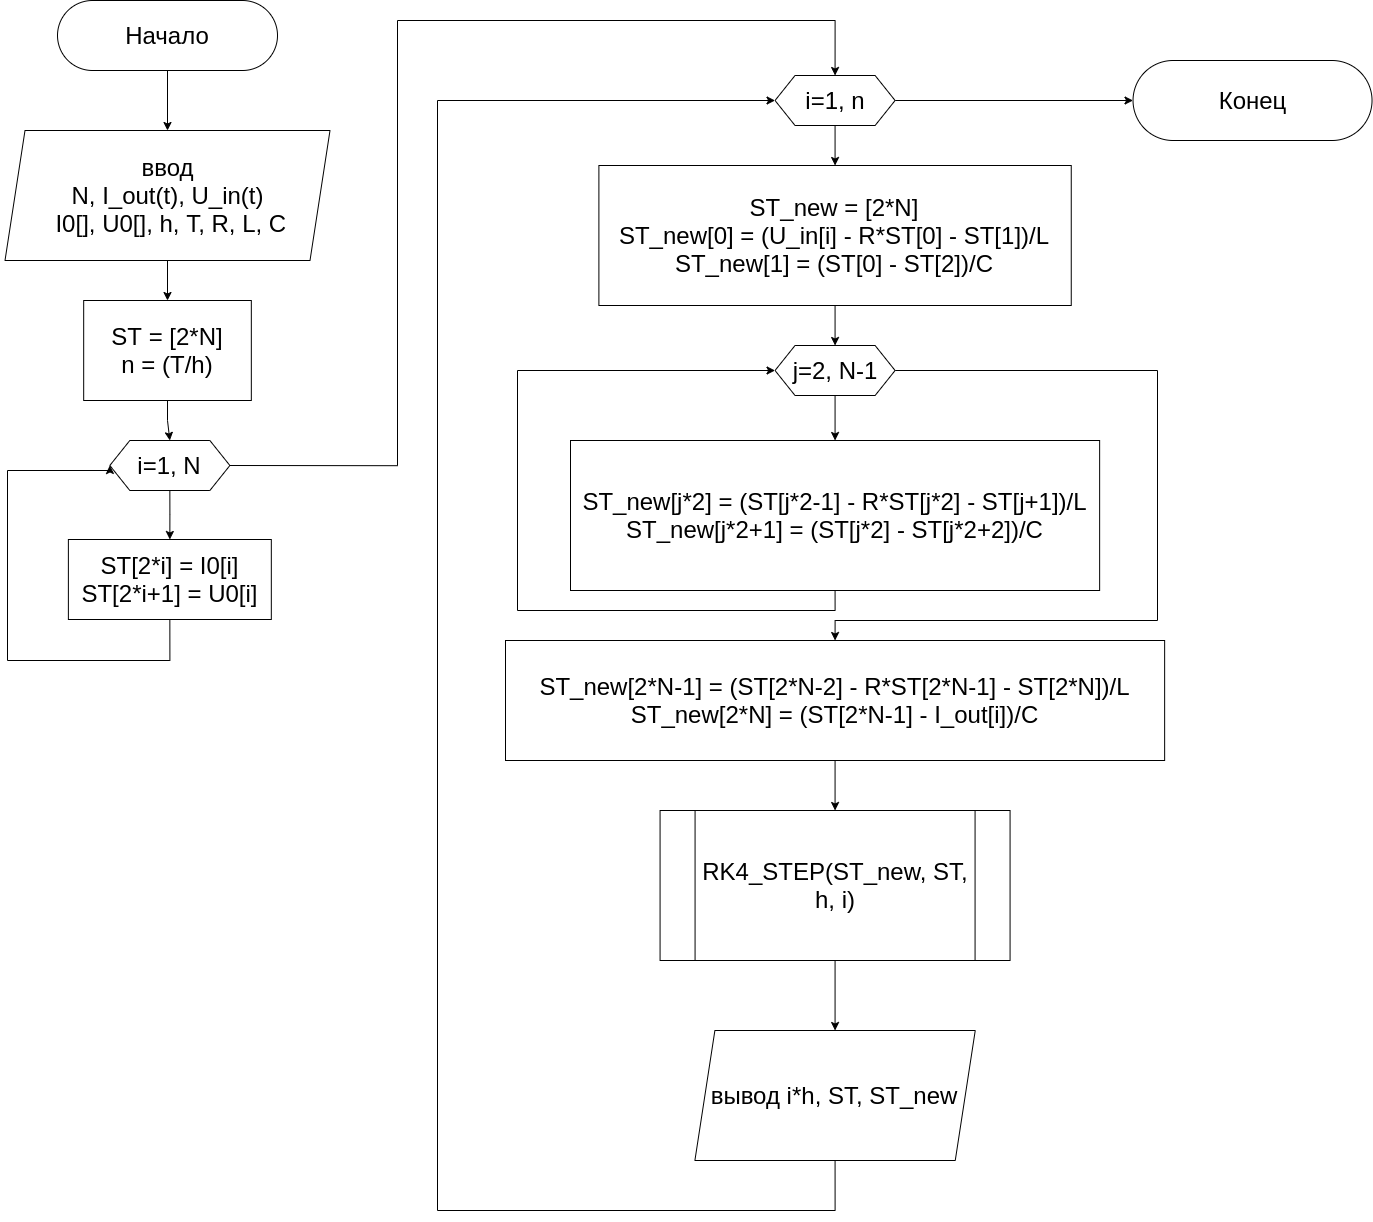 Начало
ввод
N, I_out(t), U_in(t)
I0[], U0[], h, T, R, L, C
ST = [2*N]
n = (T/h)
i=1, N
ST[2*i] = I0[i]
ST[2*i+1] = U0[i]
i=1, n
Конец
ST_new = [2*N]
ST_new[0] = (U_in[i] - R*ST[0] - ST[1])/L
ST_new[1] = (ST[0] - ST[2])/C
j=2, N-1
ST_new[j*2] = (ST[j*2-1] - R*ST[j*2] - ST[j+1])/L
ST_new[j*2+1] = (ST[j*2] - ST[j*2+2])/C
ST_new[2*N-1] = (ST[2*N-2] - R*ST[2*N-1] - ST[2*N])/L
ST_new[2*N] = (ST[2*N-1] - I_out[i])/C
RK4_STEP(ST_new, ST,
h, i)
вывод i*h, ST, ST_new